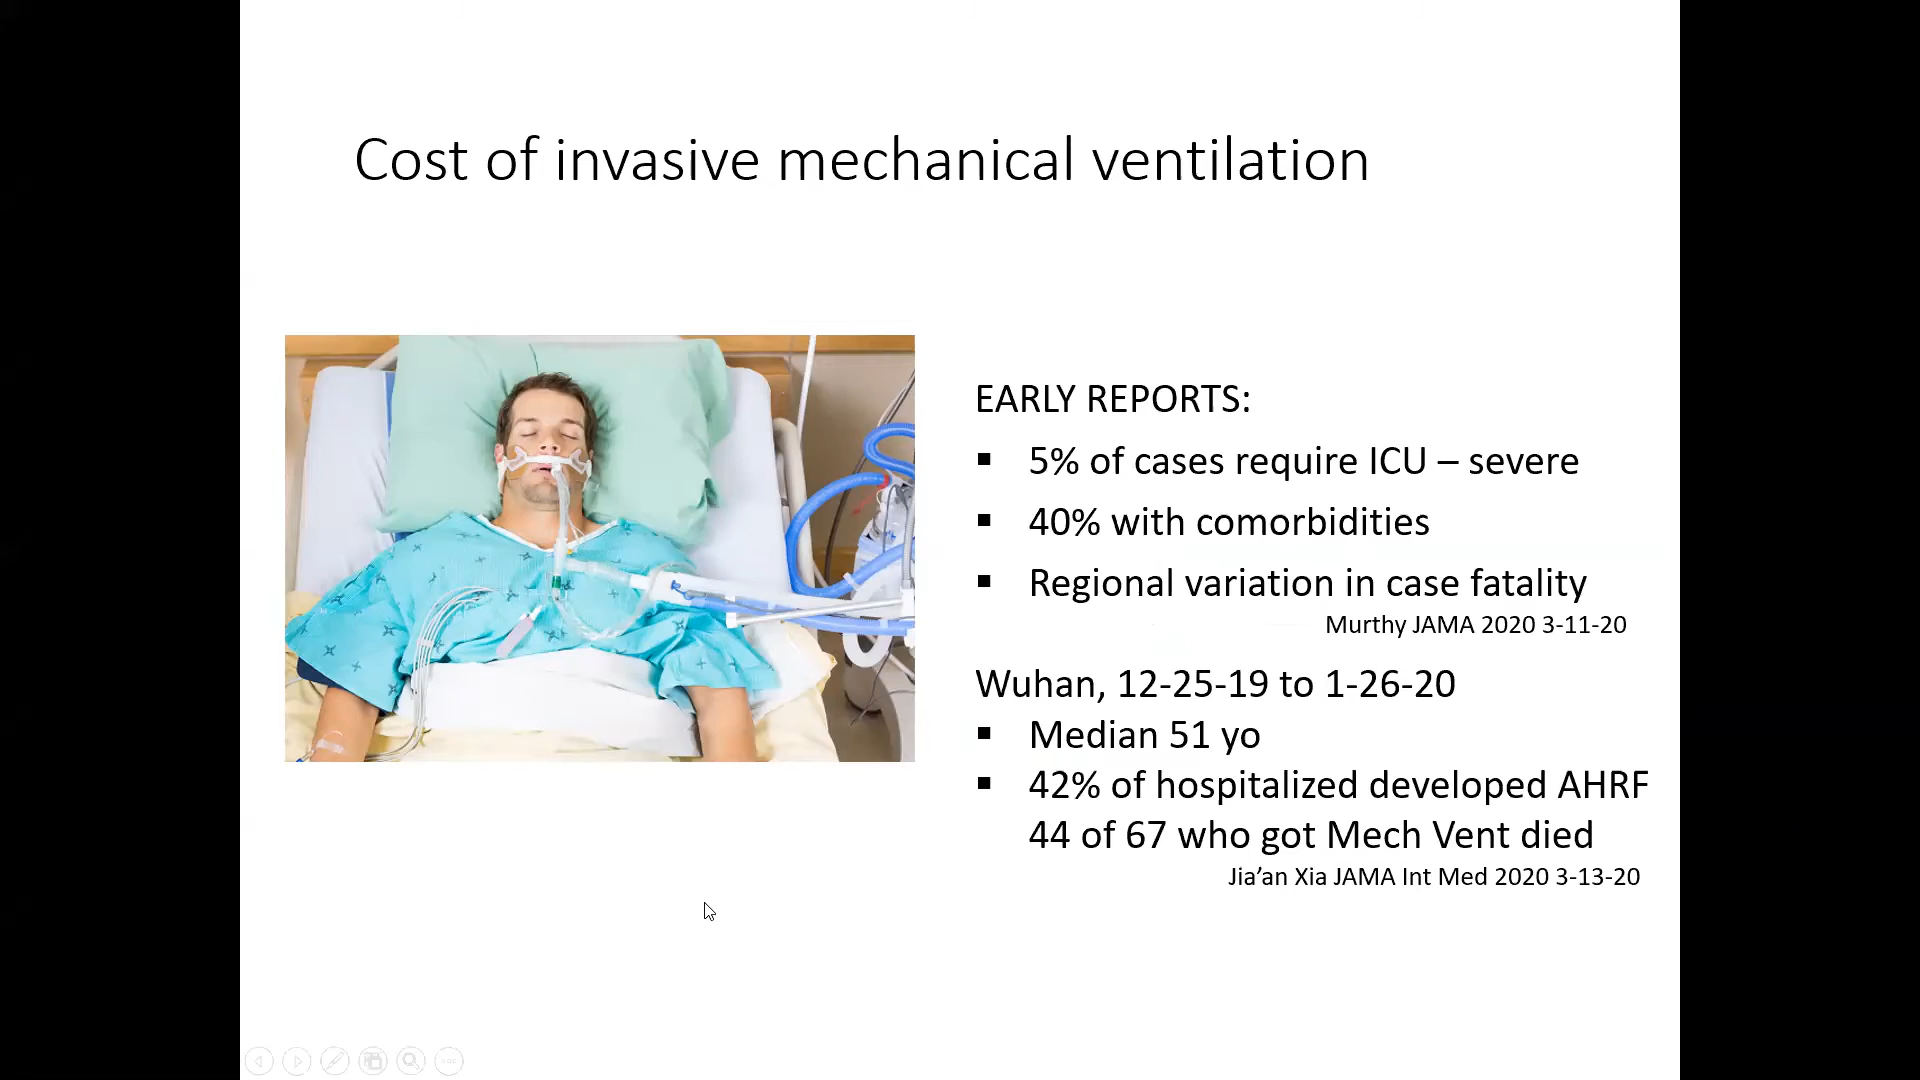 Cost of invasive mechanical ventilation
EARLY REPORTS:
▪ 5% of cases require ICU – severe
▪ 40% with comorbidities
▪ Regional variation in case fatality
Murthy JAMA 2020 3-11-20
Wuhan, 12-25-19 to 1-26-20
▪ Median 51 yo
▪ 42% of hospitalized developed AHRF
44 of 67 who got Mech Vent died
Jia’an Xia JAMA Int Med 2020 3-13-20